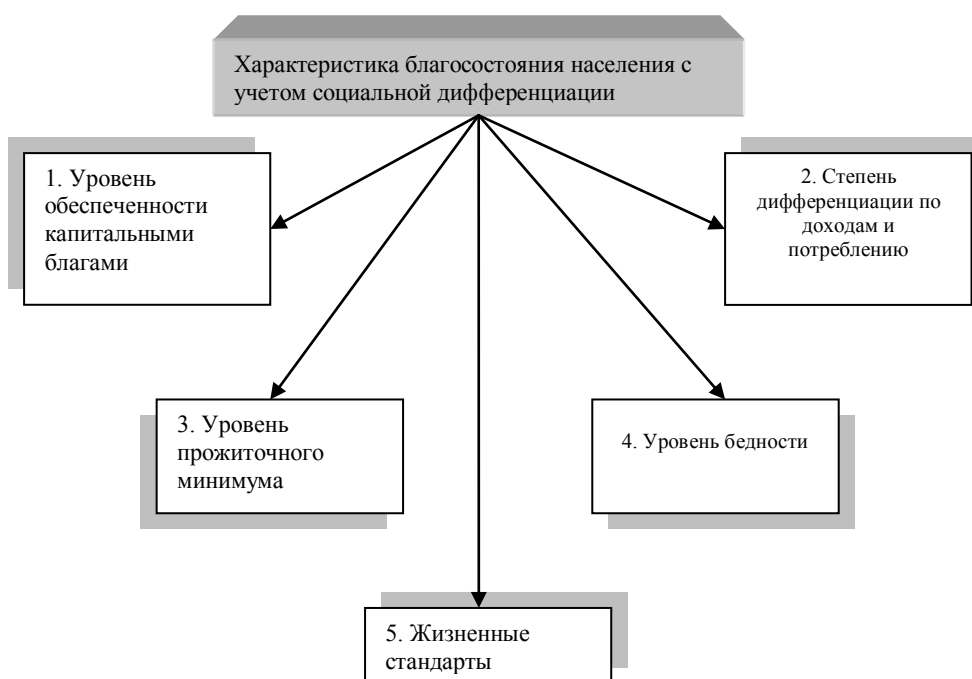 Характеристика благосостояния населения с
учетом социальной дифференциации
1. Уровень
обеспеченности
капитальными
благами
2. Степень
дифференциации по
доходам и
потреблению
3. Уровень
прожиточного
минимума
4. Уровень бедности
5. Жизненные
стандарты